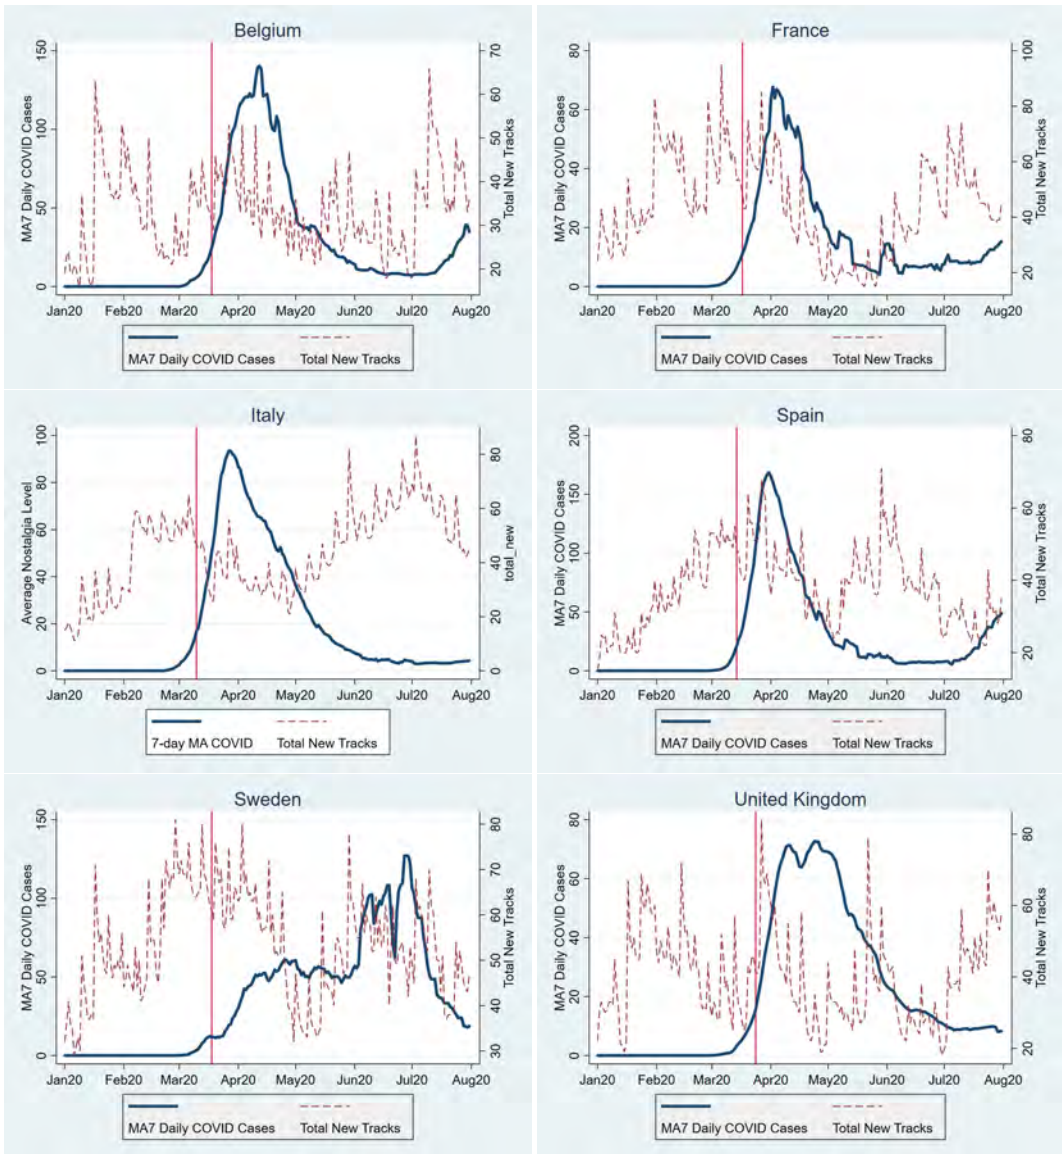 Belgium
MA7 Daily COVID Cases
0 50 100 150
20 30 40 50 60 70
Total New Tracks
Jan20 Feb20 Mar20 Apr20 May20 Jun20 Jul20 Aug20
MA7 Daily COVID Cases Total New Tracks
France
MA7 Daily COVID Cases
0 20 40 60 80
20 40 60 80 100
Total New Tracks
Jan20 Feb20 Mar20 Apr20 May20 Jun20 Jul20 Aug20
MA7 Daily COVID Cases Total New Tracks
Italy
Average Nostalgia Level
0 20 40 60 80 100
0 20 40 60 80
total_new
Jan20 Feb20 Mar20 Apr20 May20 Jun20 Jul20 Aug20
7-day MA COVID Total New Tracks
Spain
MA7 Daily COVID Cases
0 50 100 150 200
20 40 60 80
Total New Tracks
Jan20 Feb20 Mar20 Apr20 May20 Jun20 Jul20 Aug20
MA7 Daily COVID Cases Total New Tracks
Sweden
MA7 Daily COVID Cases
0 50 100 150
30 40 50 60 70 80
Total New Tracks
Jan20 Feb20 Mar20 Apr20 May20 Jun20 Jul20 Aug20
MA7 Daily COVID Cases Total New Tracks
United Kingdom
MA7 Daily COVID Cases
0 20 40 60 80
20 40 60 80
Total New Tracks
Jan20 Feb20 Mar20 Apr20 May20 Jun20 Jul20 Aug20
MA7 Daily COVID Cases Total New Tracks